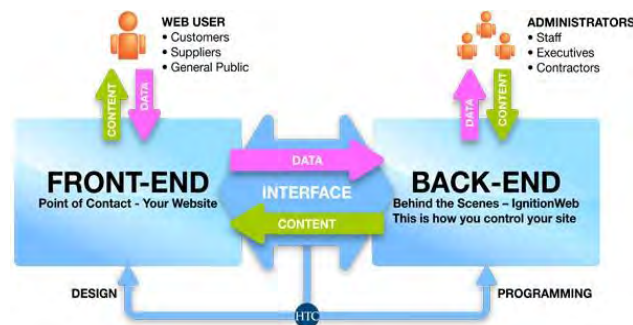 WEB USER
• Customers
• Suppliers
• General Public
ADMINISTRATORS
• Staff
• Executives
• Contractors
CONTENT
DATA
DATA
CONTENT
DATA
FRONT-END
Point of Contact - Your Website
INTERFACE
BACK-END
Behind the Scenes – IgnitionWeb
This is how you control your site
CONTENT
DESIGN
HTC
PROGRAMMING